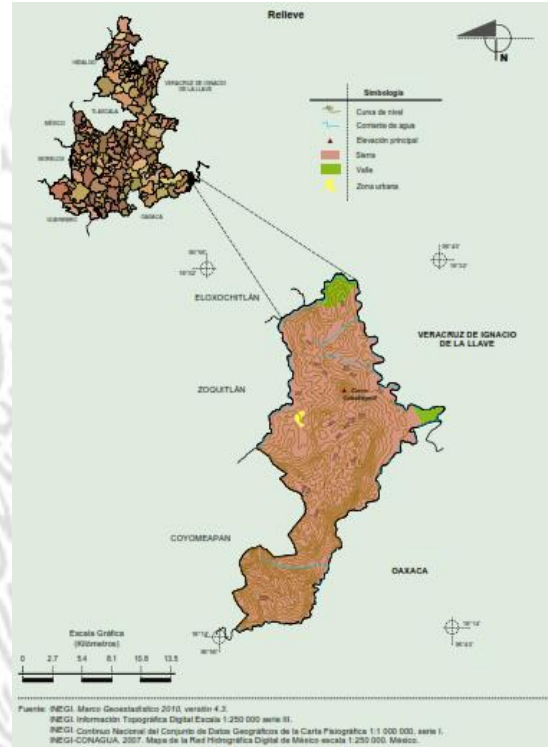 Relieve
N
HIDALGO
VERACRUZ DE IGNACIO
DE LA LLAVE
TLAXCALA
MÉXICO
MORELOS
GUERRERO
OAXACA
Simbología
Curva de nivel
Corriente de agua
Elevación principal
Sierra
Valle
Zona urbana
ELOXOCHITLÁN
VERACRUZ DE IGNACIO
DE LA LLAVE
ZOQUITLÁN
Cerro
COYOMEAPAN
OAXACA
Escala Gráfica
(Kilómetros)
0 2.7 5.4 8.1 10.8 13.5
Fuente: INEGI. Marco Geoestadístico 2010, versión 4.3.
INEGI. Información Topográfica Digital Escala 1:250 000 serie III.
INEGI. Continuo Nacional del Conjunto de Datos Geográficos de la Carta Fisiográfica 1:1 000 000, serie I.
INEGI-CONAGUA. 2007. Mapa de la Red Hidrográfica Digital de México escala 1:250 000. México.